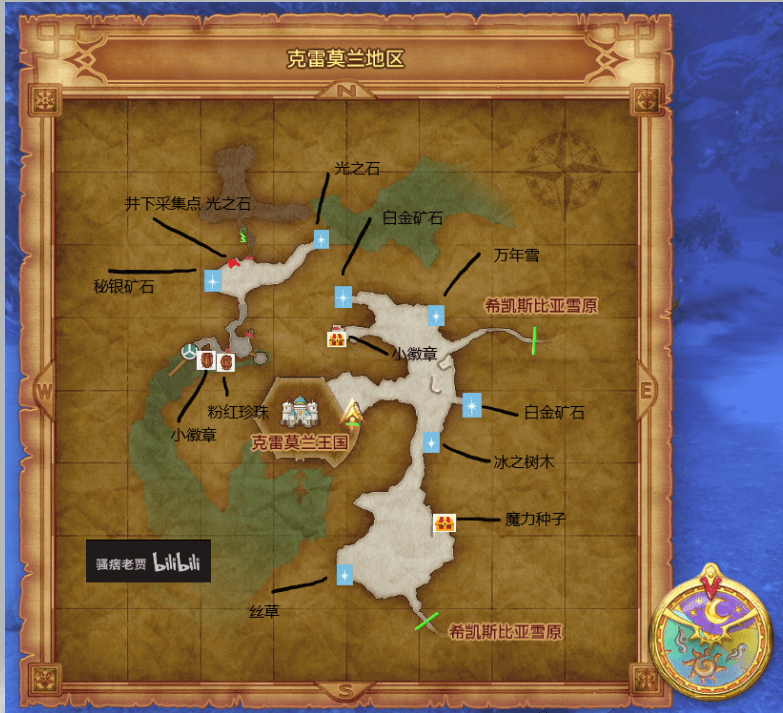 克雷莫兰地区
N
光之石
井下采集点 光之石
白金矿石
万年雪
秘银矿石
希凯斯比亚雪原
小徽章
W
E
粉红珍珠
白金矿石
小徽章
克雷莫兰王国
冰之树木
魔力种子
骚痞老贾 bilibili
丝草
希凯斯比亚雪原
S